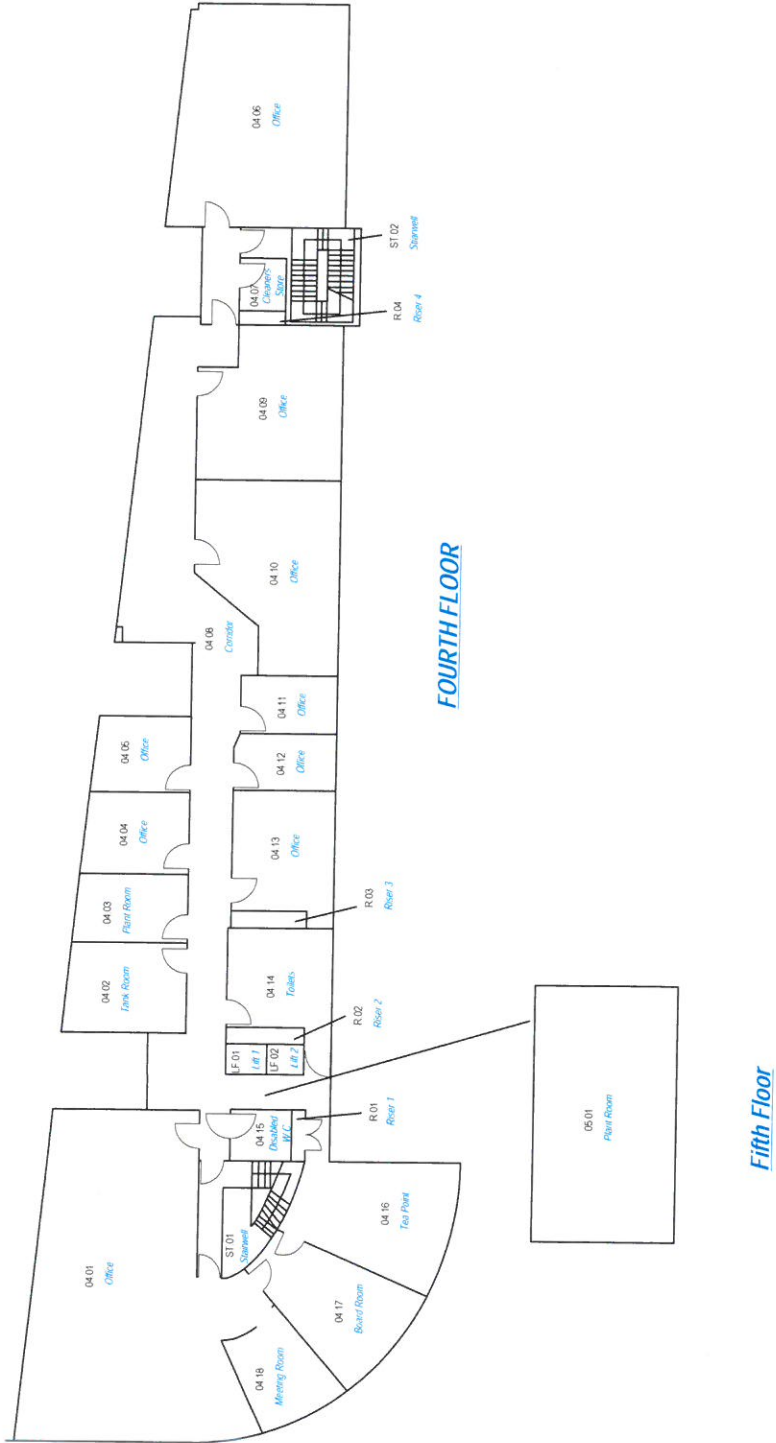 04.06
Office
ST.02
Stairwell
04.07
Cleaners
Store
R.04
Riser 4
04.09
Office
04.10
Office
04.08
Corridor
04.11
Office
04.05
Office
04.12
Office
04.04
Office
04.13
Office
04.03
Plant Room
R.03
Riser 3
04.02
Tank Room
04.14
Toilets
R.02
Riser 2
LF.01
Lift 1
LF.02
Lift 2
R.01
Riser 1
04.15
Disabled
W.C.
ST.01
Stairwell
04.01
Office
04.16
Tea Point
04.17
Board Room
04.18
Meeting Room
FOURTH FLOOR
05.01
Plant Room
Fifth Floor